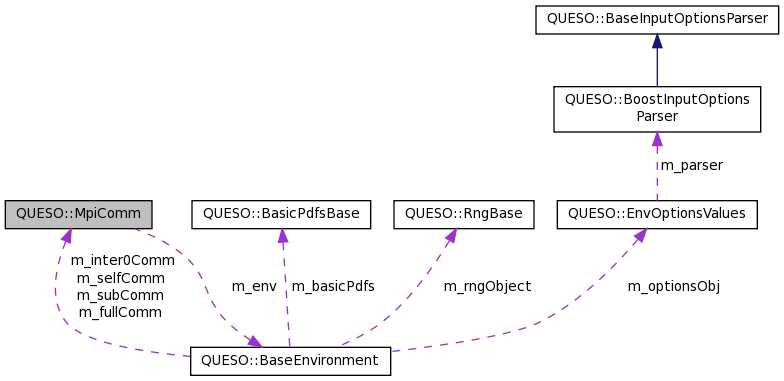 QUESO::BaseInputOptionsParser
QUESO::BoostInputOptions
Parser
m_parser
QUESO::MpiComm
QUESO::BasicPdfsBase
QUESO::RngBase
QUESO::EnvOptionsValues
m_inter0Comm
m_selfComm
m_subComm
m_fullComm
m_env
m_basicPdfs
m_rngObject
m_optionsObj
QUESO::BaseEnvironment